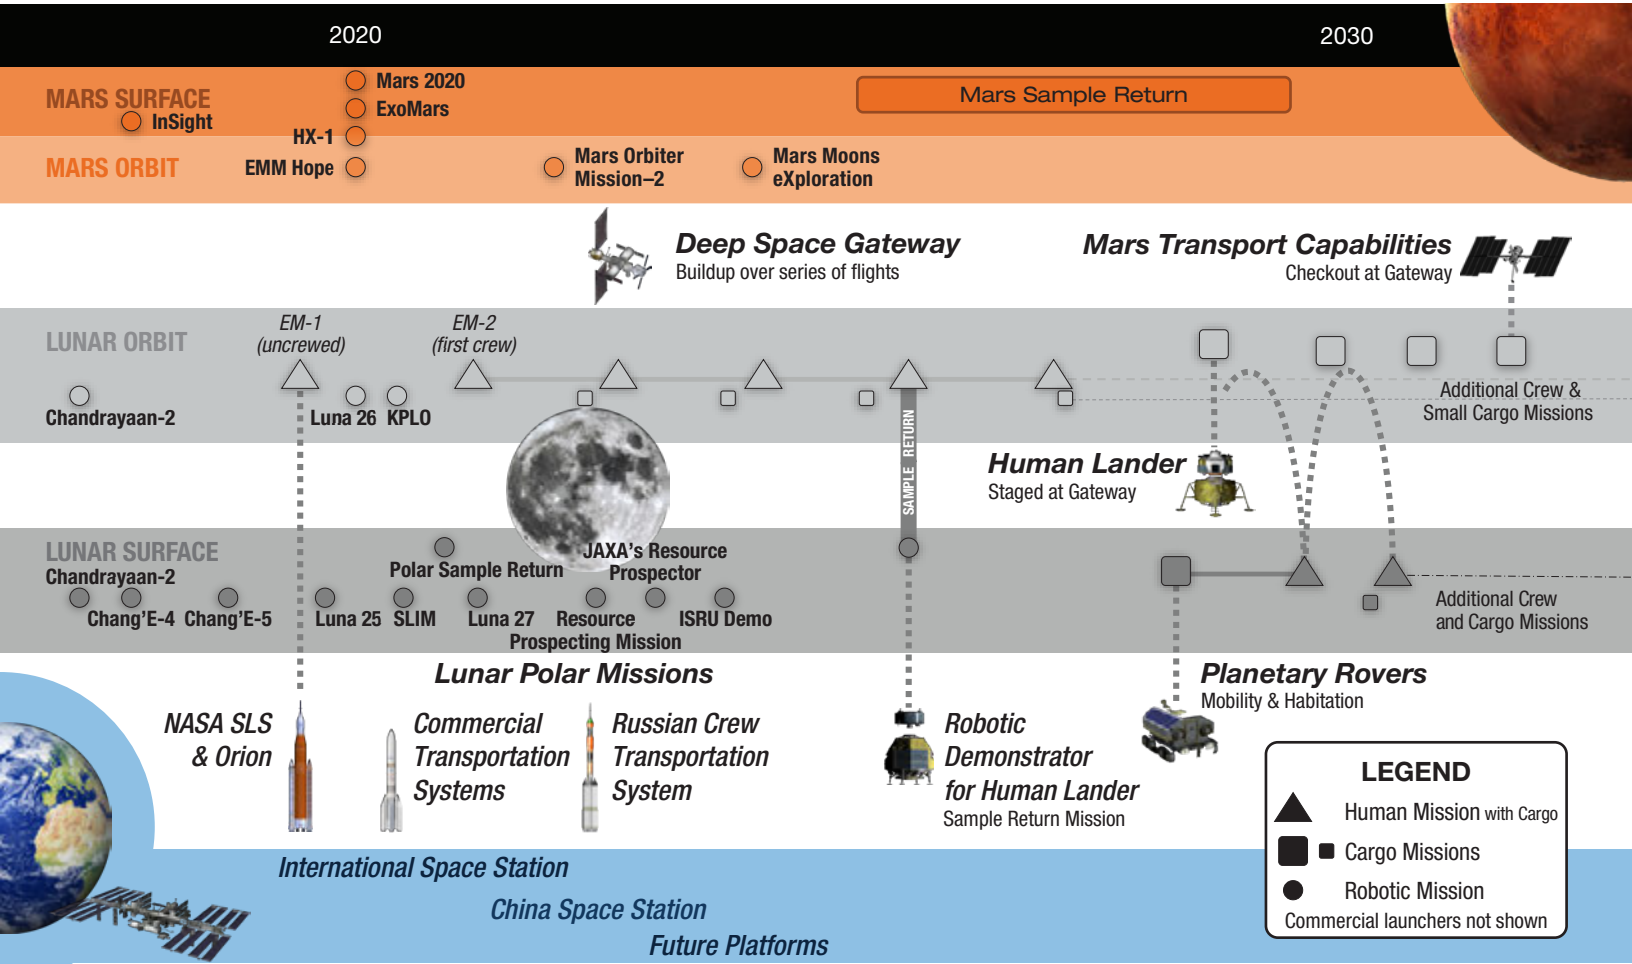 2020
2030
MARS SURFACE
Mars 2020
ExoMars
InSight
HX-1
Mars Sample Return
MARS ORBIT
EMM Hope
Mars Orbiter
Mission–2
Mars Moons
eXploration
Deep Space Gateway
Buildup over series of flights
Mars Transport Capabilities
Checkout at Gateway
LUNAR ORBIT
EM-1
(uncrewed)
EM-2
(first crew)
Chandrayaan-2
Luna 26
KPLO
Additional Crew &
Small Cargo Missions
SAMPLE RETURN
Human Lander
Staged at Gateway
LUNAR SURFACE
Chandrayaan-2
Polar Sample Return
JAXA's Resource
Prospector
Chang'E-4
Chang'E-5
Luna 25
SLIM
Luna 27
Resource
Prospecting Mission
ISRU Demo
Additional Crew
and Cargo Missions
Lunar Polar Missions
Planetary Rovers
Mobility & Habitation
NASA SLS
& Orion
Commercial
Transportation
Systems
Russian Crew
Transportation
System
Robotic
Demonstrator
for Human Lander
Sample Return Mission
LEGEND
Human Mission with Cargo
Cargo Missions
Robotic Mission
Commercial launchers not shown
International Space Station
China Space Station
Future Platforms